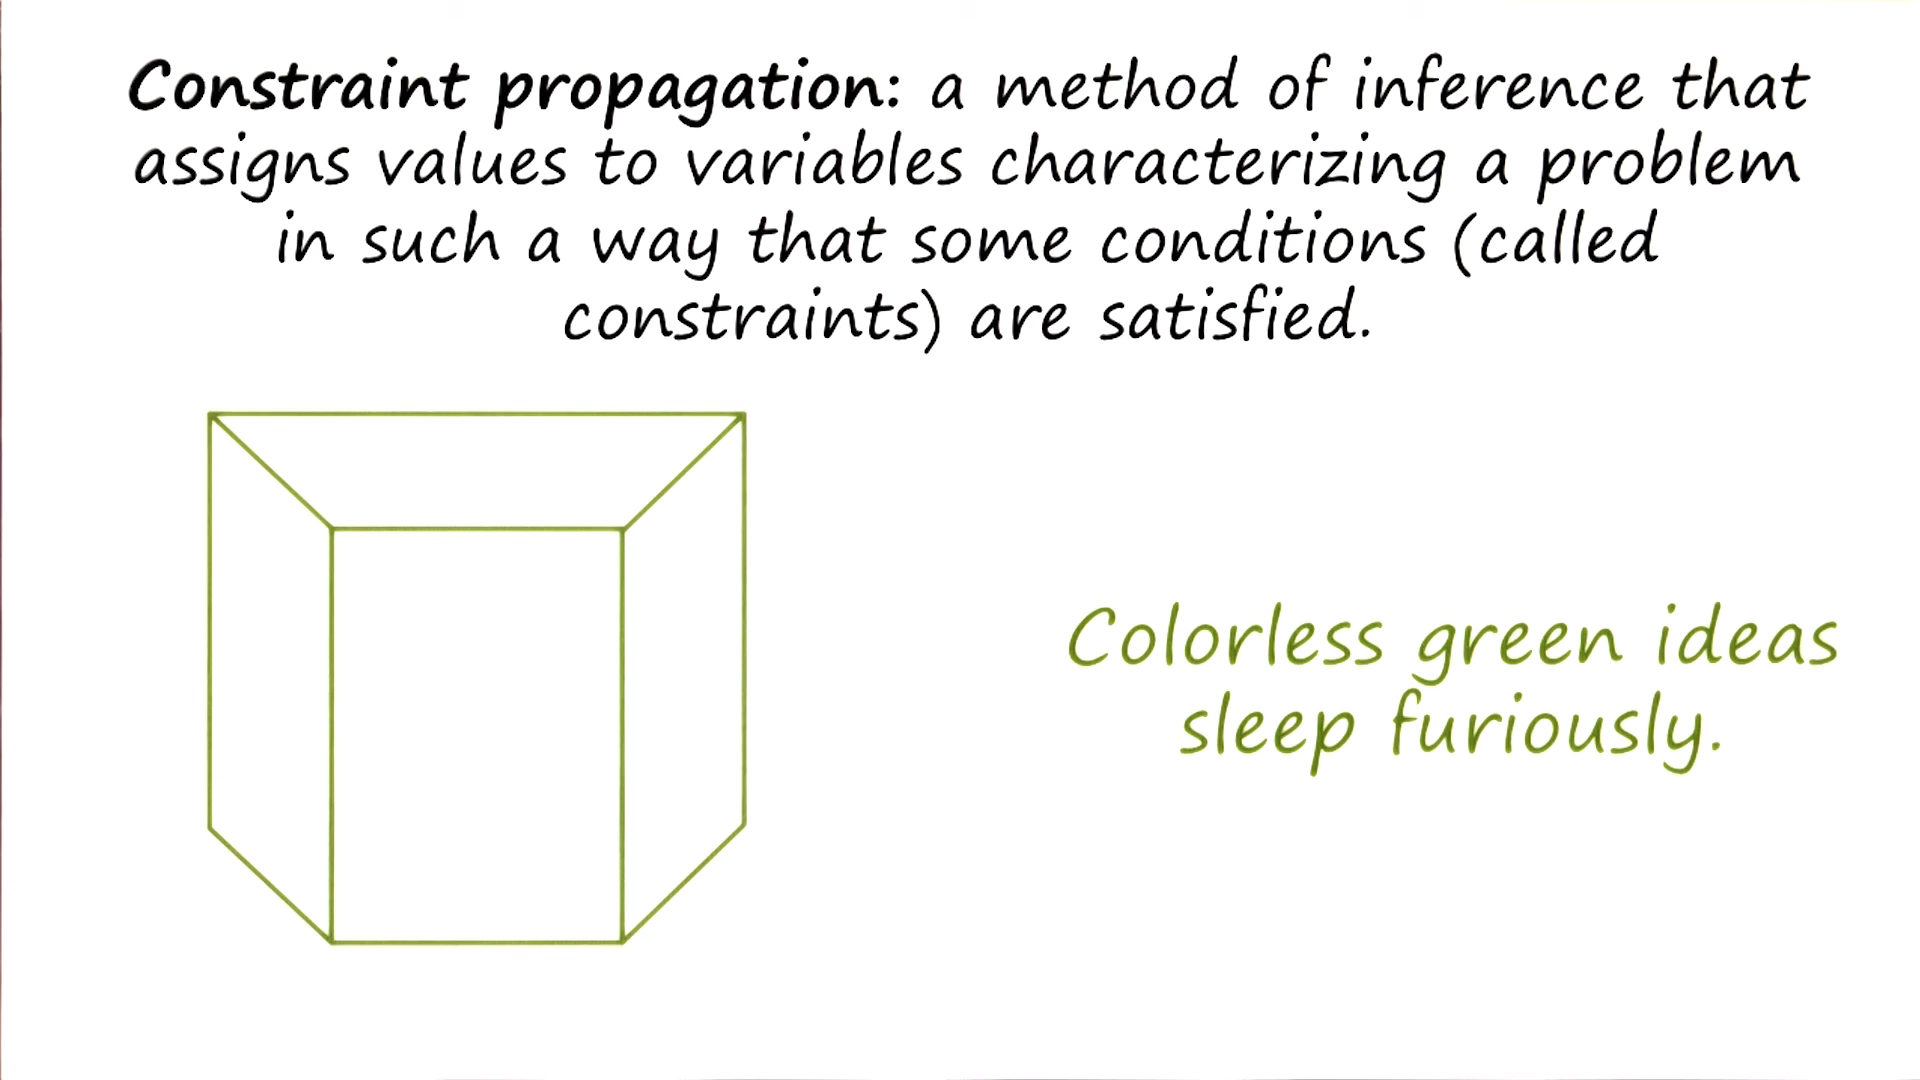 Constraint propagation: a method of inference that
assigns values to variables characterizing a problem
in such a way that some conditions (called
constraints) are satisfied.
Colorless green ideas
sleep furiously.